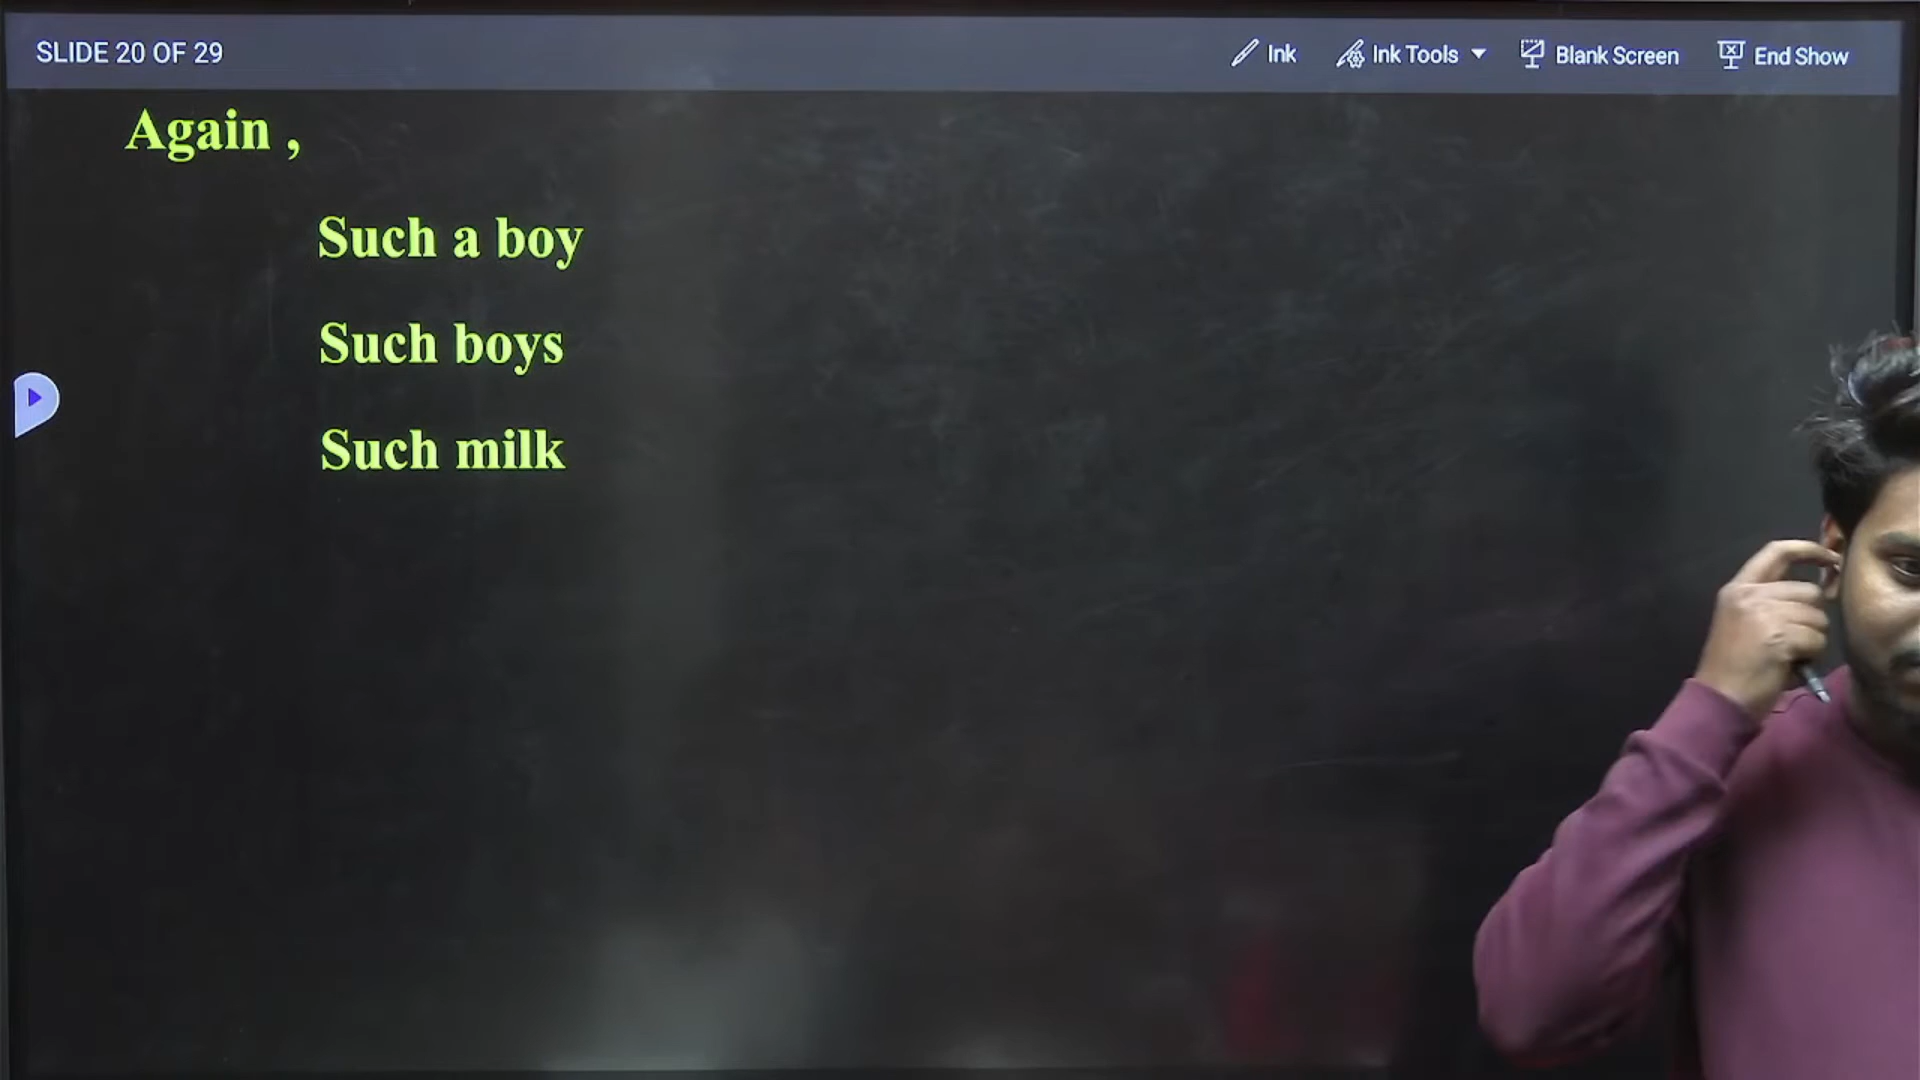 SLIDE 20 OF 29
Ink
Ink Tools
Blank Screen
End Show
Again ,
Such a boy
Such boys
Such milk